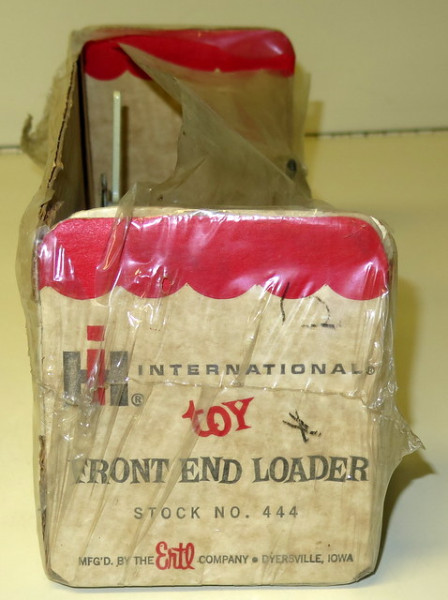 IH® INTERNATIONAL®
toy
FRONT END LOADER
STOCK NO. 444
MFG'D. BY THE Ertl COMPANY • DYERSVILLE, IOWA